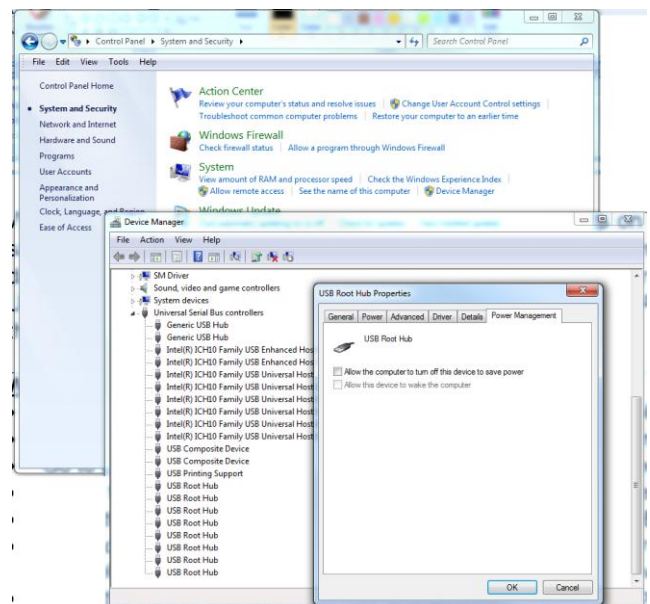 Control Panel ▸ System and Security ▸
Search Control Panel
File Edit View Tools Help
Control Panel Home
System and Security
Network and Internet
Hardware and Sound
Programs
User Accounts
Appearance and
Personalization
Clock, Language, and Region
Ease of Access
Action Center
Review your computer's status and resolve issues Change User Account Control settings
Troubleshoot common computer problems Restore your computer to an earlier time
Windows Firewall
Check firewall status Allow a program through Windows Firewall
System
View amount of RAM and processor speed Check the Windows Experience Index
Allow remote access See the name of this computer Device Manager
Windows Update
Device Manager
File Action View Help
SM Driver
Sound, video and game controllers
System devices
Universal Serial Bus controllers
Generic USB Hub
Generic USB Hub
Intel(R) ICH10 Family USB Enhanced Hos
Intel(R) ICH10 Family USB Enhanced Hos
Intel(R) ICH10 Family USB Universal Host
Intel(R) ICH10 Family USB Universal Host
Intel(R) ICH10 Family USB Universal Host
Intel(R) ICH10 Family USB Universal Host
Intel(R) ICH10 Family USB Universal Host
Intel(R) ICH10 Family USB Universal Host
USB Composite Device
USB Composite Device
USB Printing Support
USB Root Hub
USB Root Hub
USB Root Hub
USB Root Hub
USB Root Hub
USB Root Hub
USB Root Hub
USB Root Hub
USB Root Hub Properties
General Power Advanced Driver Details Power Management
USB Root Hub
Allow the computer to turn off this device to save power
Allow this device to wake the computer
OK Cancel